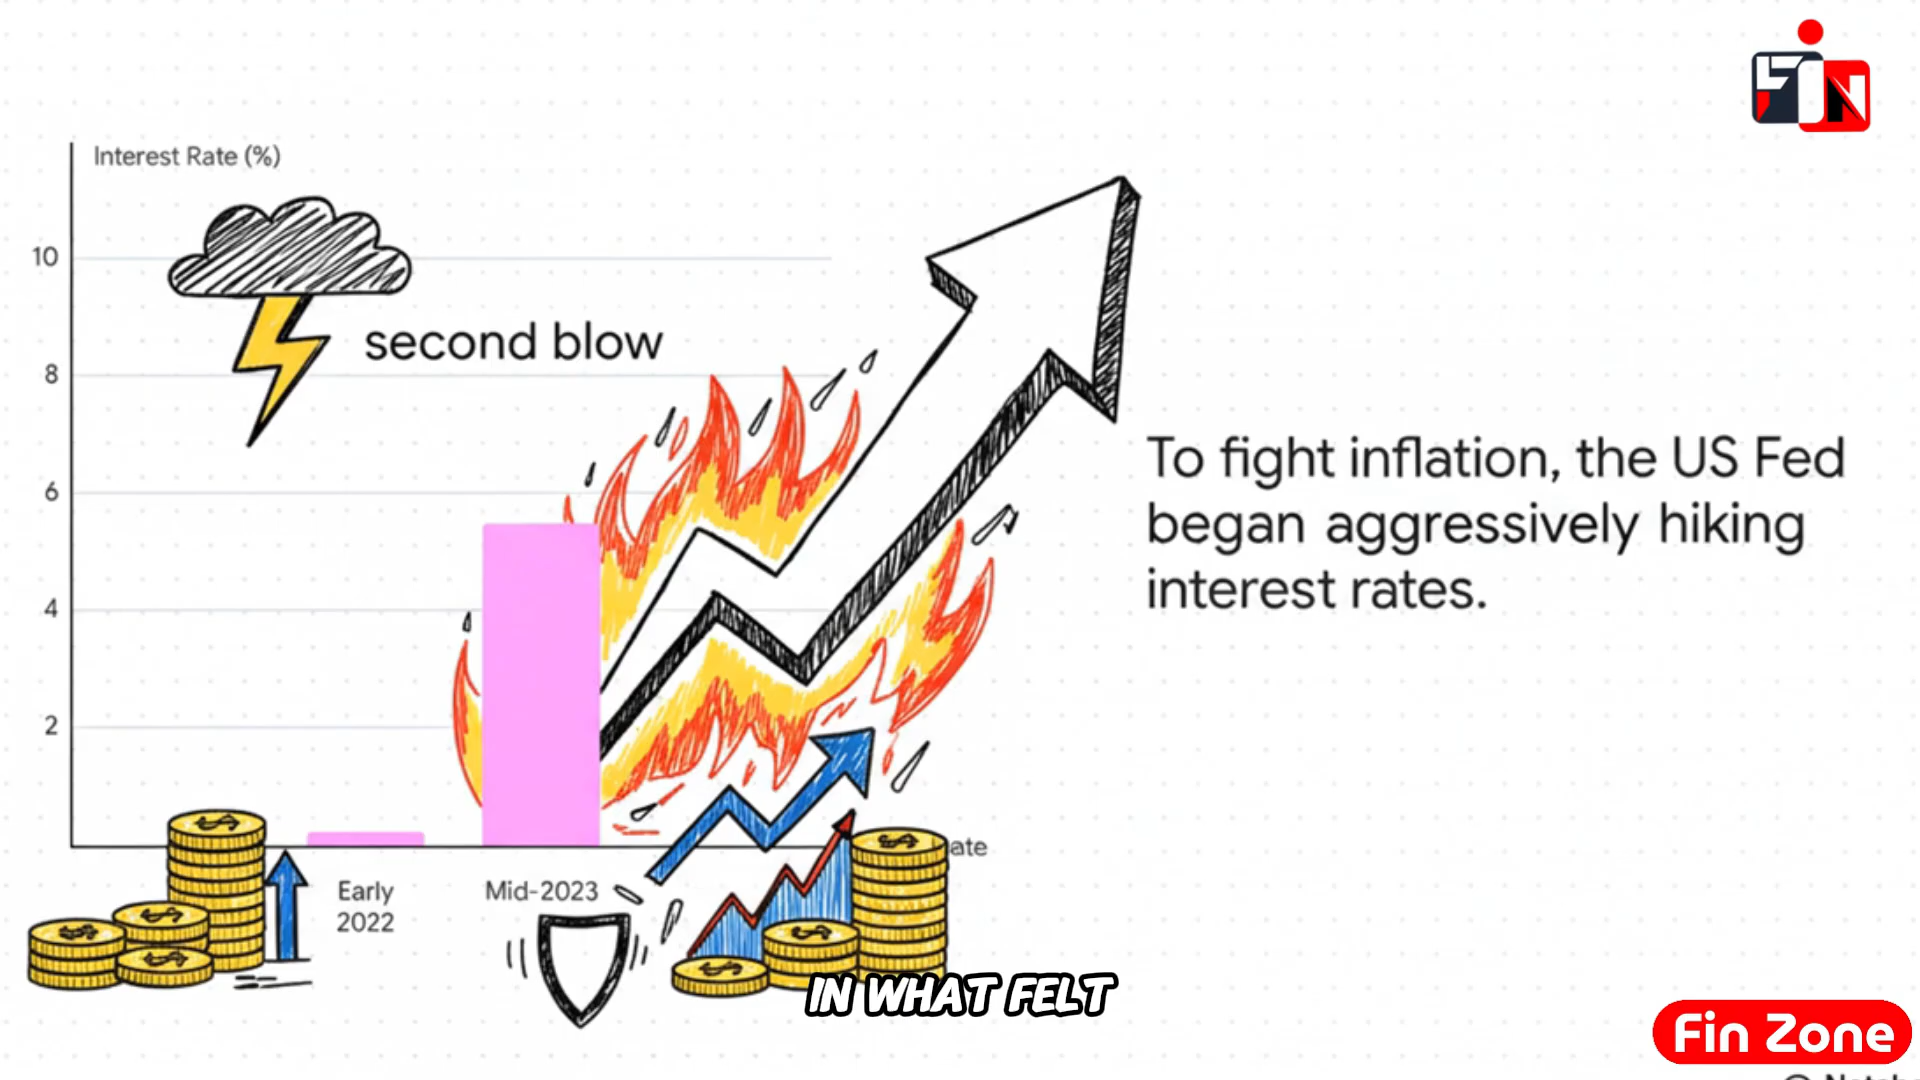 FIN
Interest Rate (%)
10
second blow
8
To fight inflation, the US Fed
began aggressively hiking
interest rates.
6
4
2
ate
Early
2022
Mid-2023
IN WHAT FELT
Fin Zone